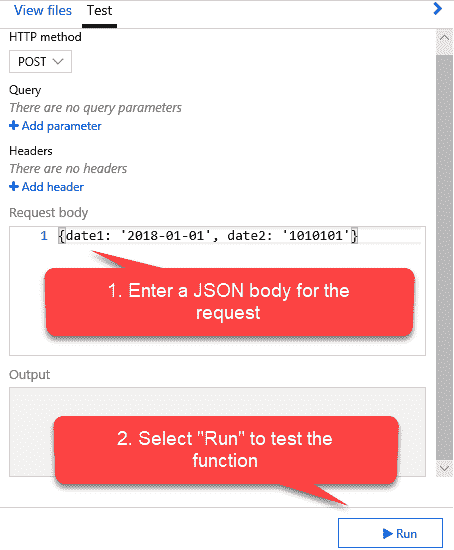 View files Test
HTTP method
POST
Query
There are no query parameters
+ Add parameter
Headers
There are no headers
+ Add header
Request body
1 {date1: '2018-01-01', date2: '1010101'}
1. Enter a JSON body for the
request
Output
2. Select "Run" to test the
function
Run